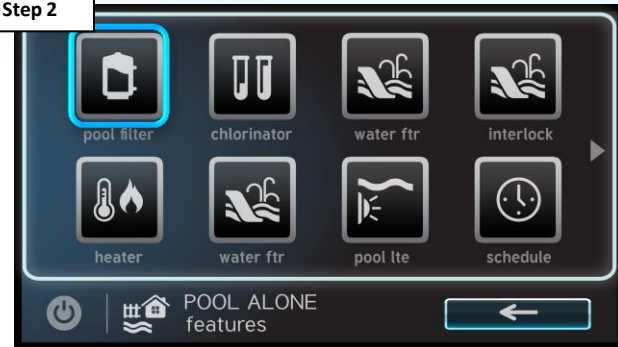 Step 2
pool filter
chlorinator
water ftr
interlock
heater
water ftr
pool lte
schedule
POOL ALONE
features